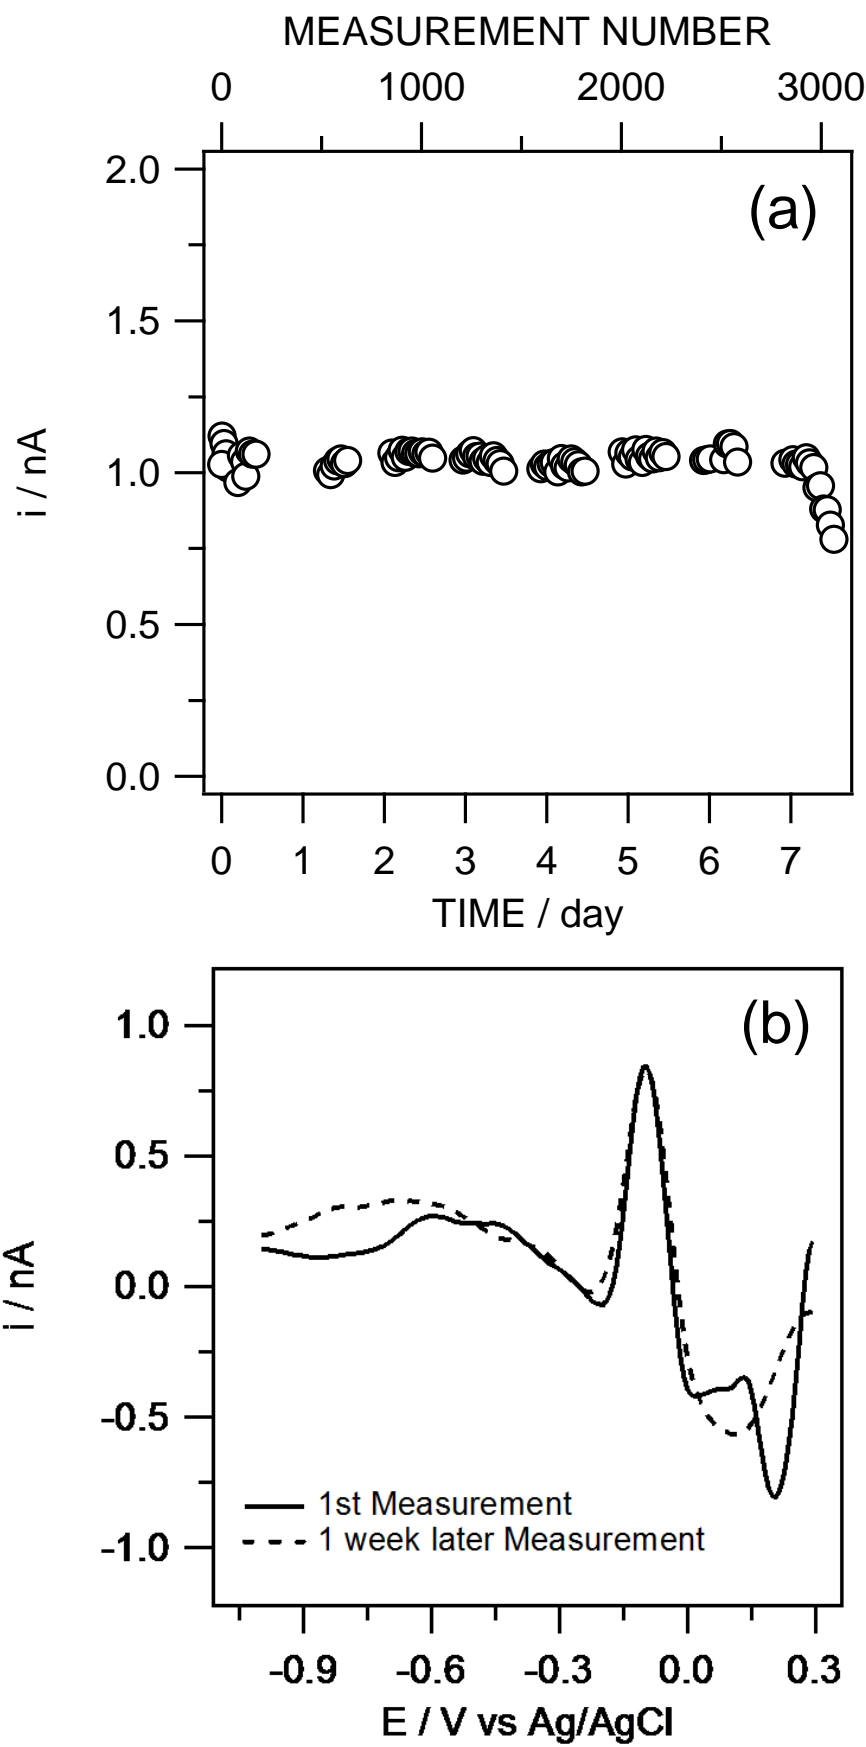 MEASUREMENT NUMBER
0 1000 2000 3000
(a)
2.0
1.5
1.0
0.5
0.0
i / nA
0 1 2 3 4 5 6 7
TIME / day
(b)
1.0
0.5
0.0
-0.5
-1.0
i / nA
1st Measurement
1 week later Measurement
-0.9 -0.6 -0.3 0.0 0.3
E / V vs Ag/AgCl